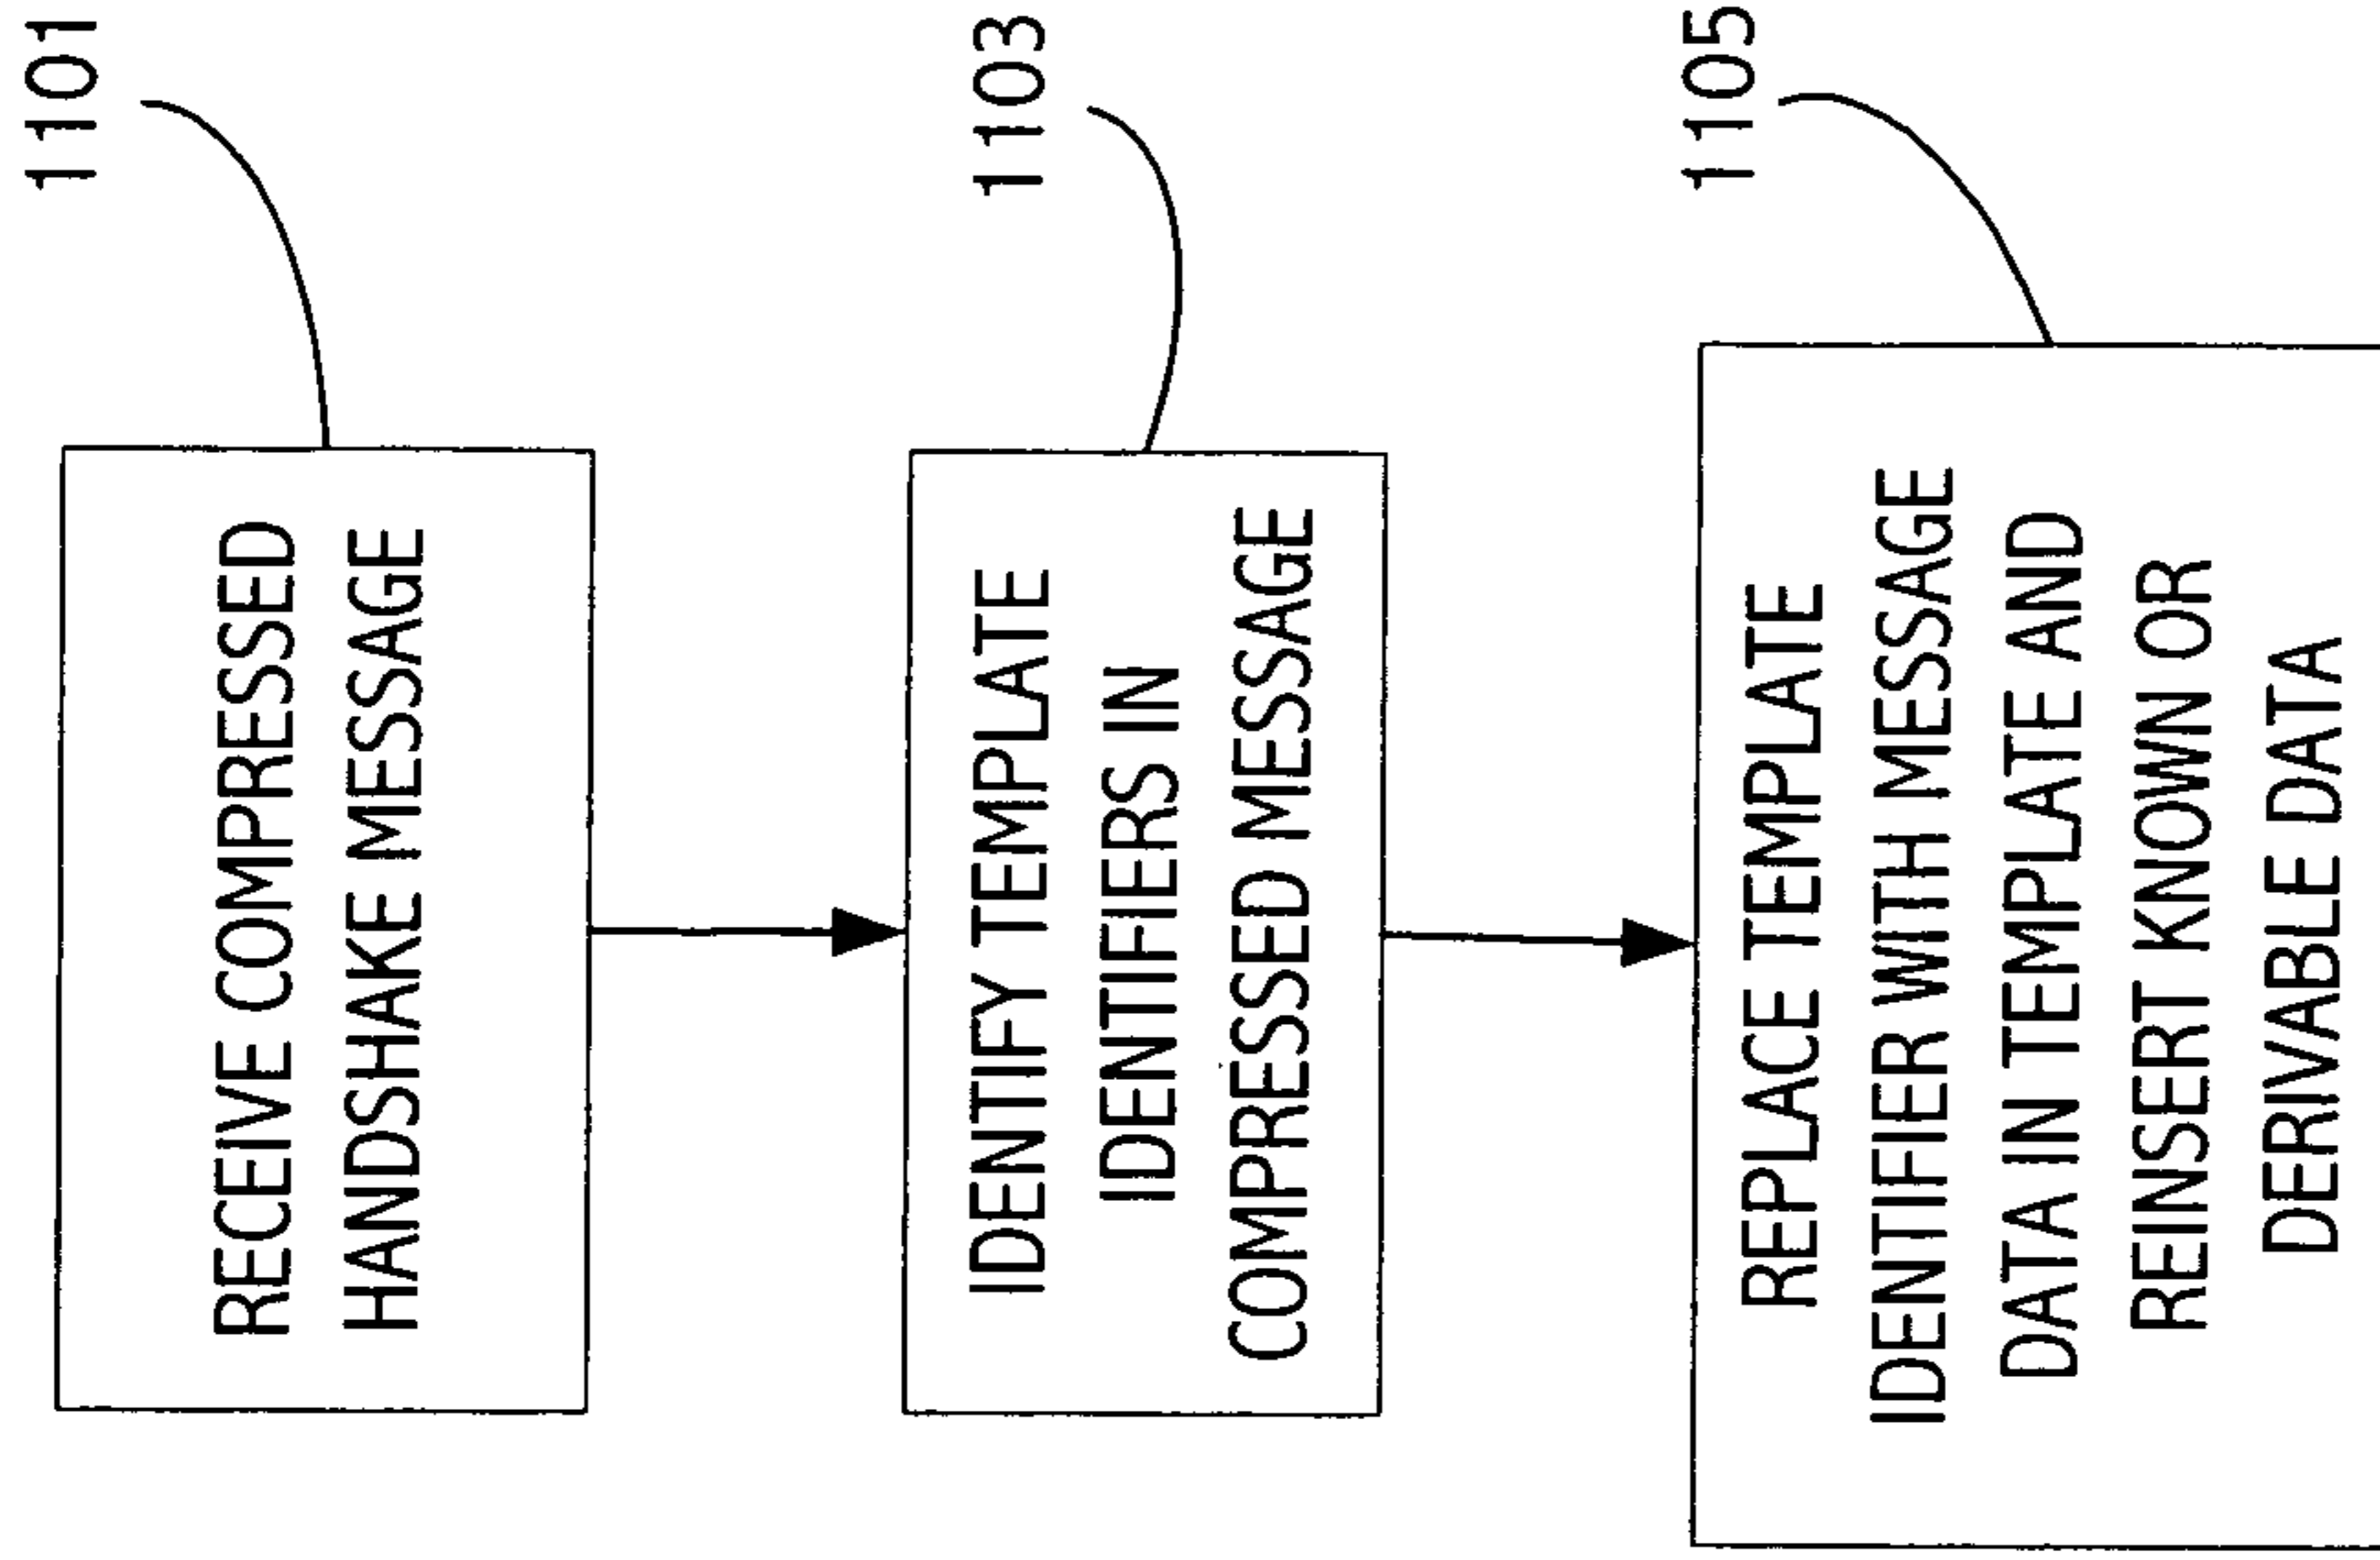 1101
RECEIVE COMPRESSED
HANDSHAKE MESSAGE
1103
IDENTIFY TEMPLATE
IDENTIFIERS IN
COMPRESSED MESSAGE
1105
REPLACE TEMPLATE
IDENTIFIER WITH MESSAGE
DATA IN TEMPLATE AND
REINSERT KNOWN OR
DERIVABLE DATA